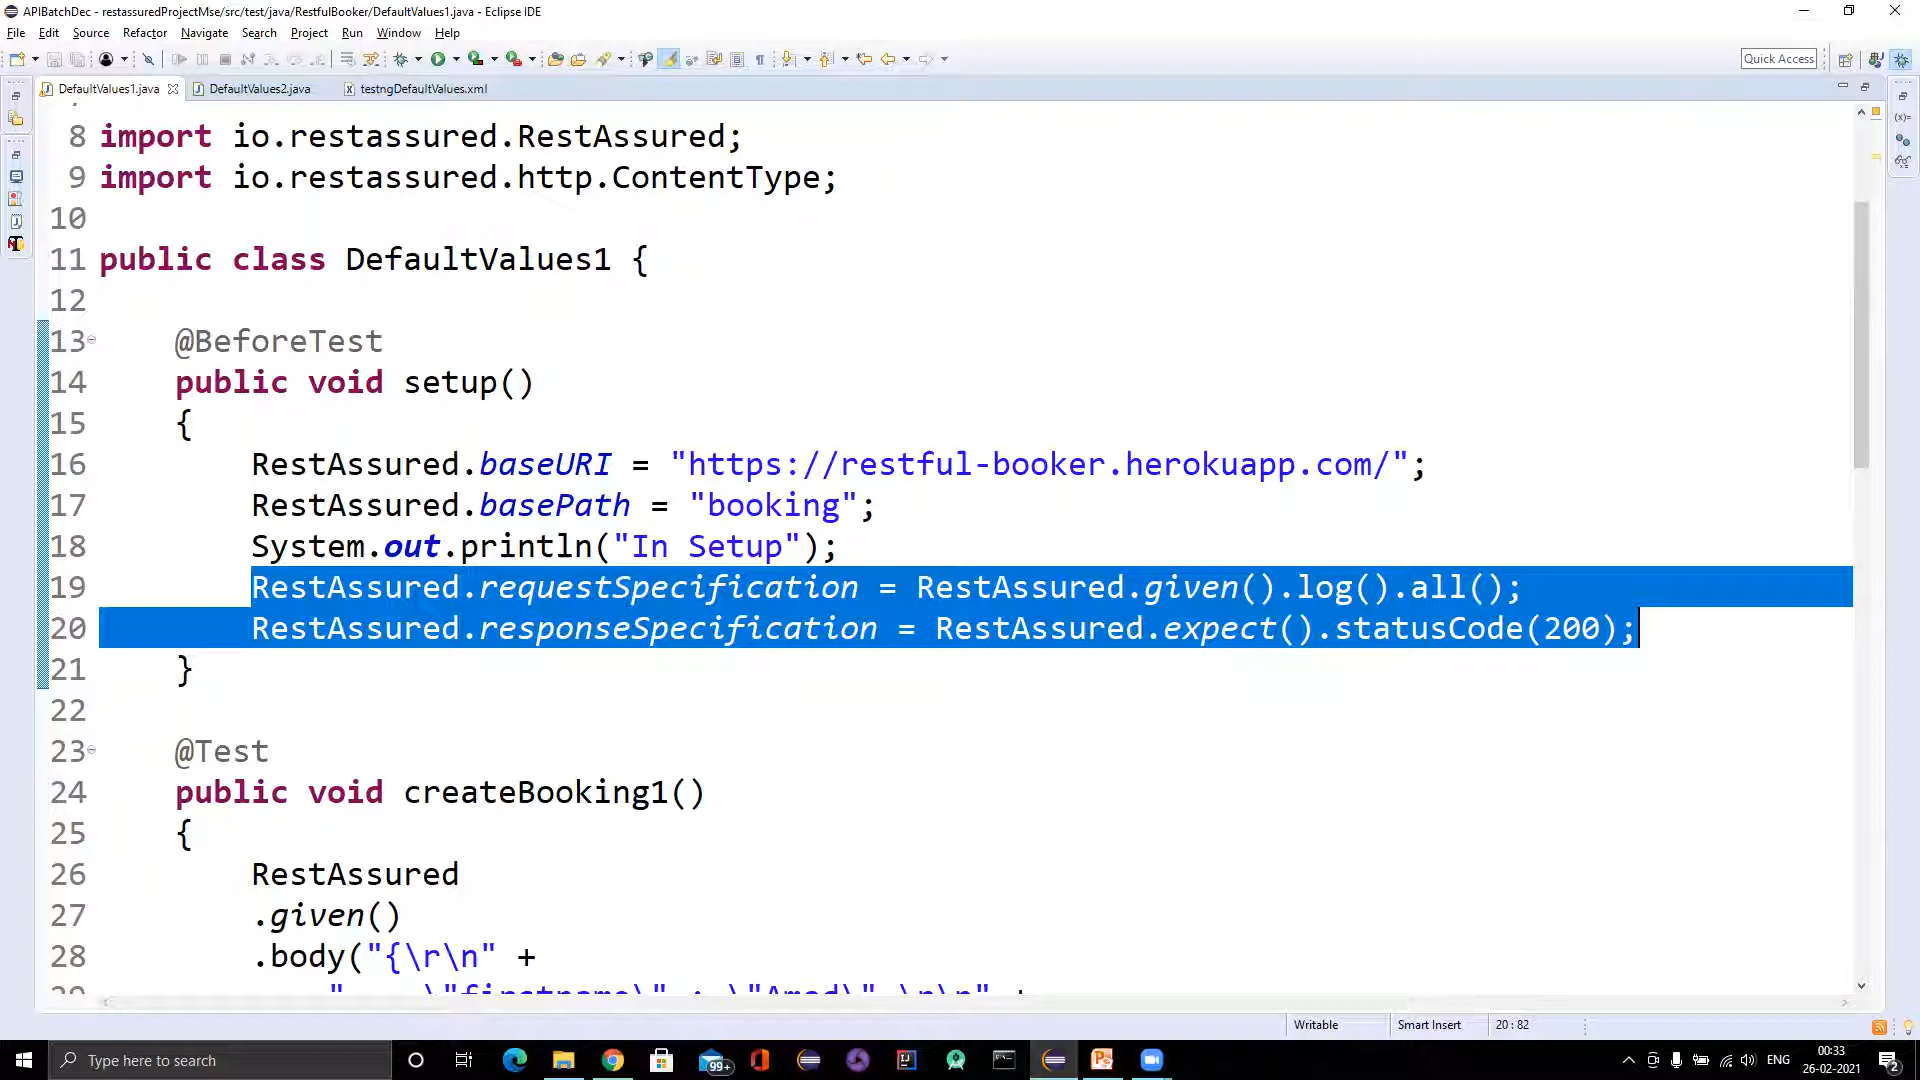 APIBatchDec - restassuredProjectMse/src/test/java/RestfulBooker/DefaultValues1.java - Eclipse IDE
File Edit Source Refactor Navigate Search Project Run Window Help
Quick Access
DefaultValues1.java DefaultValues2.java testngDefaultValues.xml
8 import io.restassured.RestAssured;
9 import io.restassured.http.ContentType;
10
11 public class DefaultValues1 {
12
13 @BeforeTest
14 public void setup()
15 {
16 RestAssured.baseURI = "https://restful-booker.herokuapp.com/";
17 RestAssured.basePath = "booking";
18 System.out.println("In Setup");
19 RestAssured.requestSpecification = RestAssured.given().log().all();
20 RestAssured.responseSpecification = RestAssured.expect().statusCode(200);
21 }
22
23 @Test
24 public void createBooking1()
25 {
26 RestAssured
27 .given()
28 .body("{\r\n" +
29 " \"firstname\" : \"Amod\",\r\n" +
Writable Smart Insert 20 : 82
Type here to search
99+
ENG
00:33
26-02-2021
2